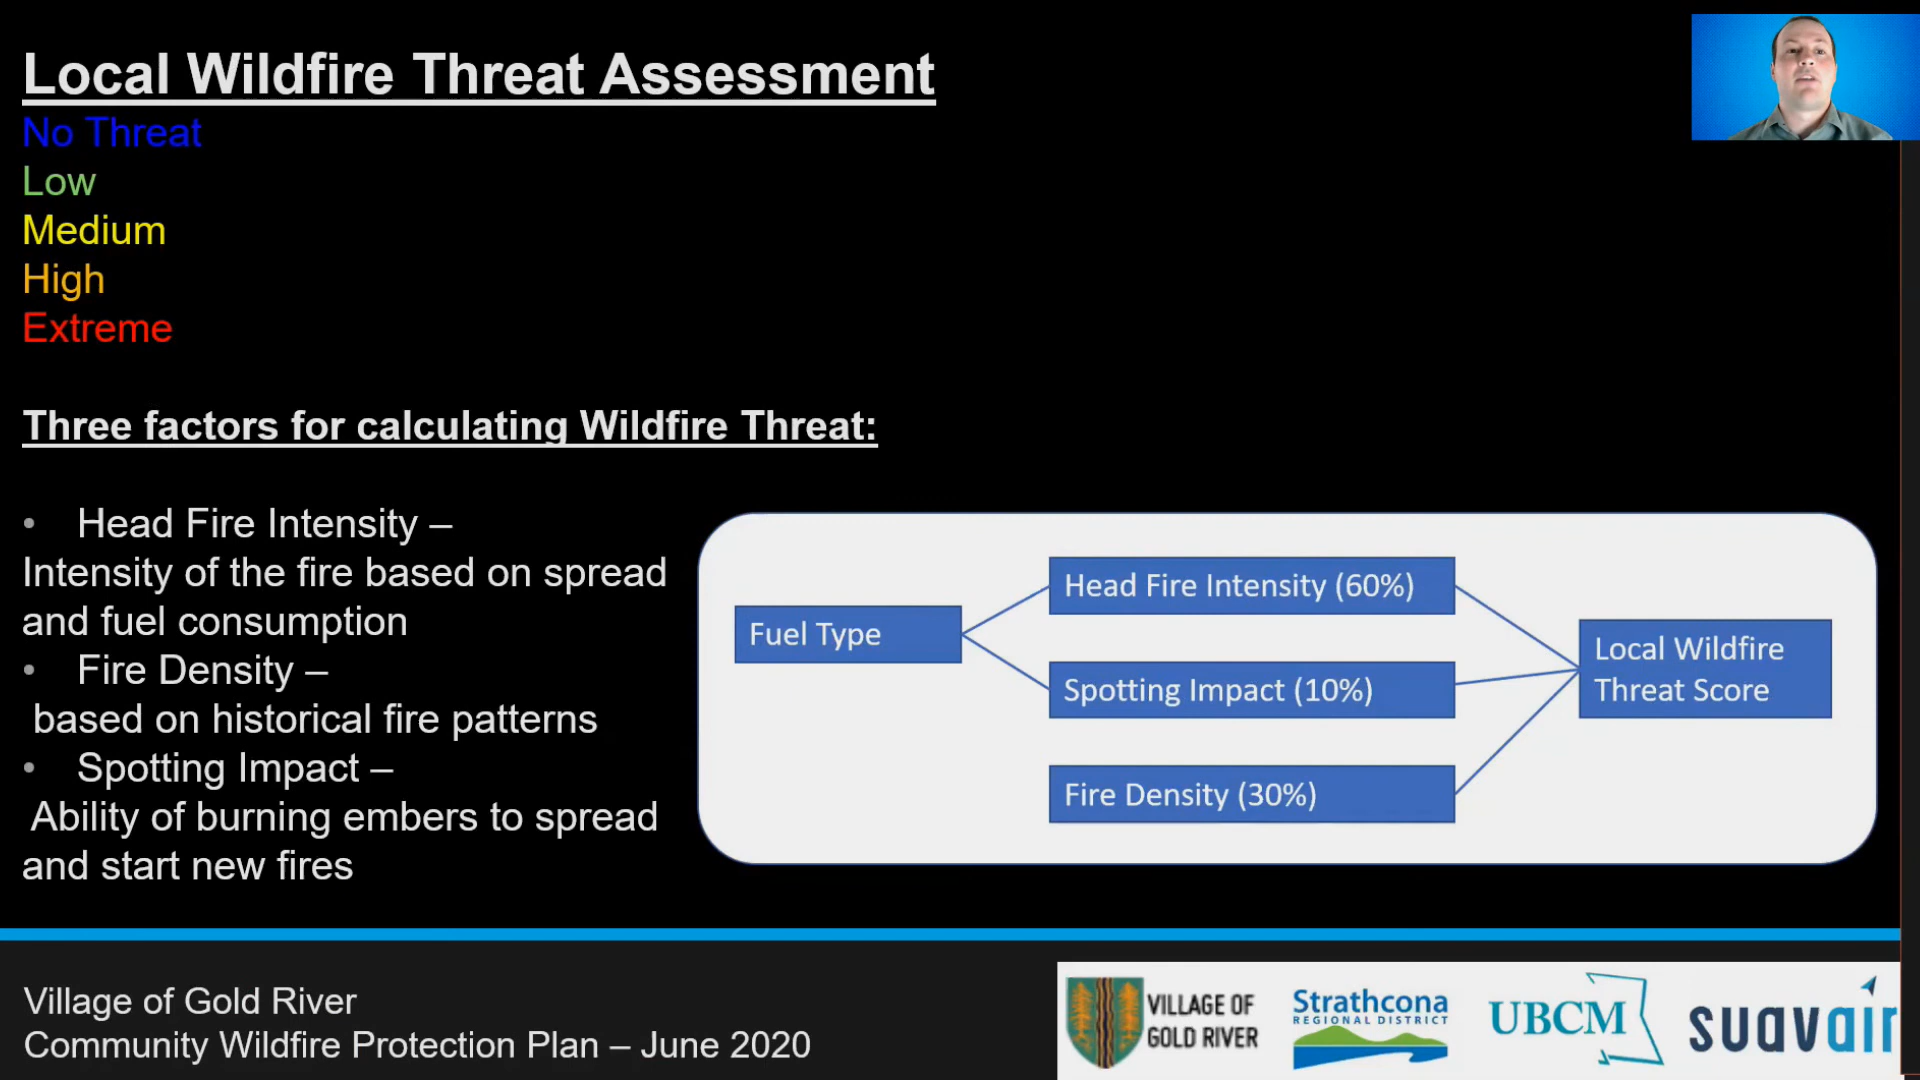 Local Wildfire Threat Assessment
No Threat
Low
Medium
High
Extreme
Three factors for calculating Wildfire Threat:
• Head Fire Intensity –
Intensity of the fire based on spread
and fuel consumption
• Fire Density –
based on historical fire patterns
• Spotting Impact –
Ability of burning embers to spread
and start new fires
Fuel Type
Head Fire Intensity (60%)
Spotting Impact (10%)
Fire Density (30%)
Local Wildfire
Threat Score
Village of Gold River
Community Wildfire Protection Plan – June 2020
VILLAGE OF
GOLD RIVER
Strathcona
REGIONAL DISTRICT
UBCM
suavair